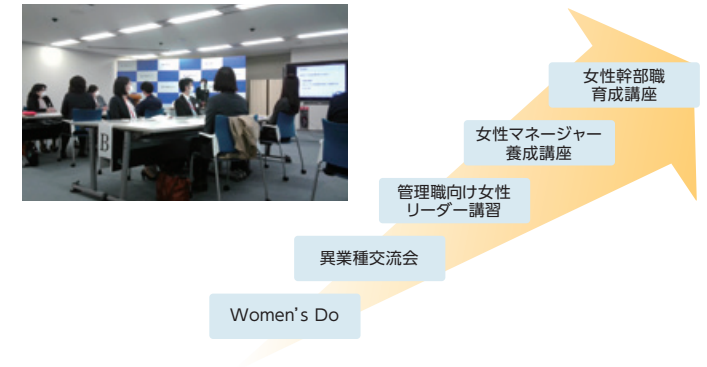 B
女性幹部職
育成講座
女性マネージャー
養成講座
管理職向け女性
リーダー講習
異業種交流会
Women's Do